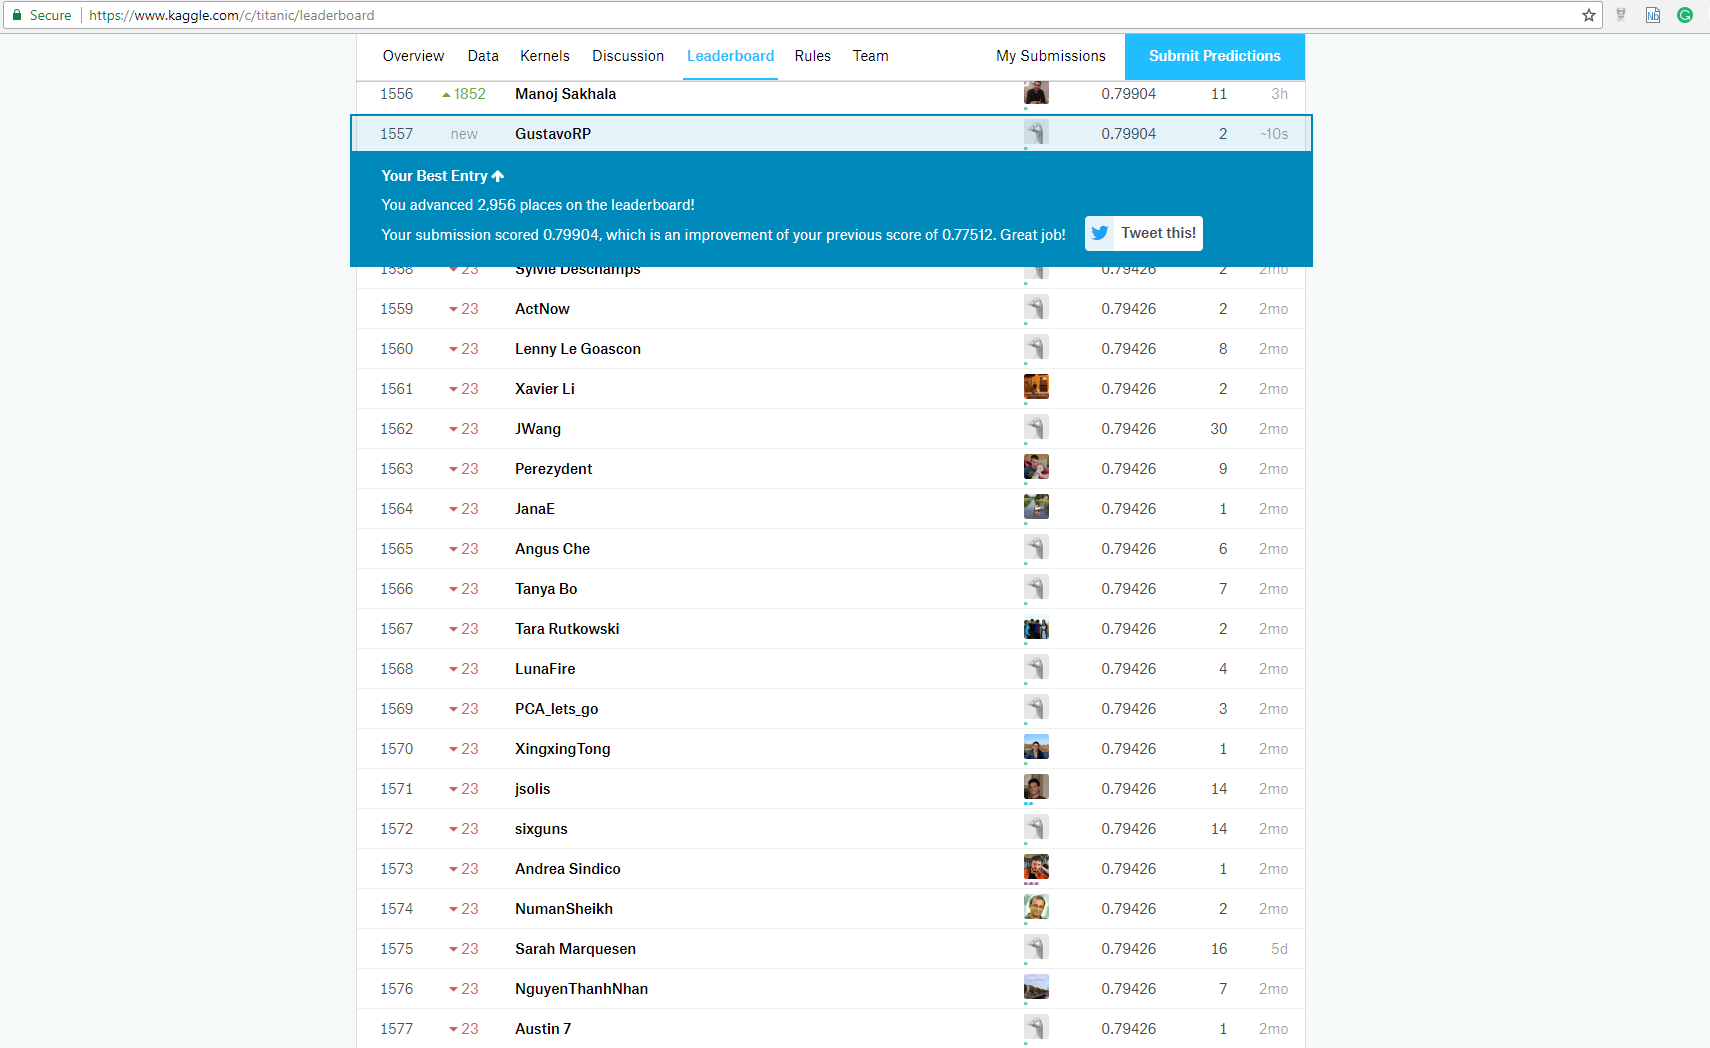 Secure https://www.kaggle.com/c/titanic/leaderboard
Overview Data Kernels Discussion Leaderboard Rules Team My Submissions Submit Predictions
1556 1852 Manoj Sakhala 0.79904 11 3h
1557 new GustavoRP 0.79904 2 ~10s
Your Best Entry
You advanced 2,956 places on the leaderboard!
Your submission scored 0.79904, which is an improvement of your previous score of 0.77512. Great job! Tweet this!
1558 23 Sylvie Deschamps 0.79426 2 2mo
1559 23 ActNow 0.79426 2 2mo
1560 23 Lenny Le Goascon 0.79426 8 2mo
1561 23 Xavier Li 0.79426 2 2mo
1562 23 JWang 0.79426 30 2mo
1563 23 Perezydent 0.79426 9 2mo
1564 23 JanaE 0.79426 1 2mo
1565 23 Angus Che 0.79426 6 2mo
1566 23 Tanya Bo 0.79426 7 2mo
1567 23 Tara Rutkowski 0.79426 2 2mo
1568 23 LunaFire 0.79426 4 2mo
1569 23 PCA_lets_go 0.79426 3 2mo
1570 23 XingxingTong 0.79426 1 2mo
1571 23 jsolis 0.79426 14 2mo
1572 23 sixguns 0.79426 14 2mo
1573 23 Andrea Sindico 0.79426 1 2mo
1574 23 NumanSheikh 0.79426 2 2mo
1575 23 Sarah Marquesen 0.79426 16 5d
1576 23 NguyenThanhNhan 0.79426 7 2mo
1577 23 Austin 7 0.79426 1 2mo